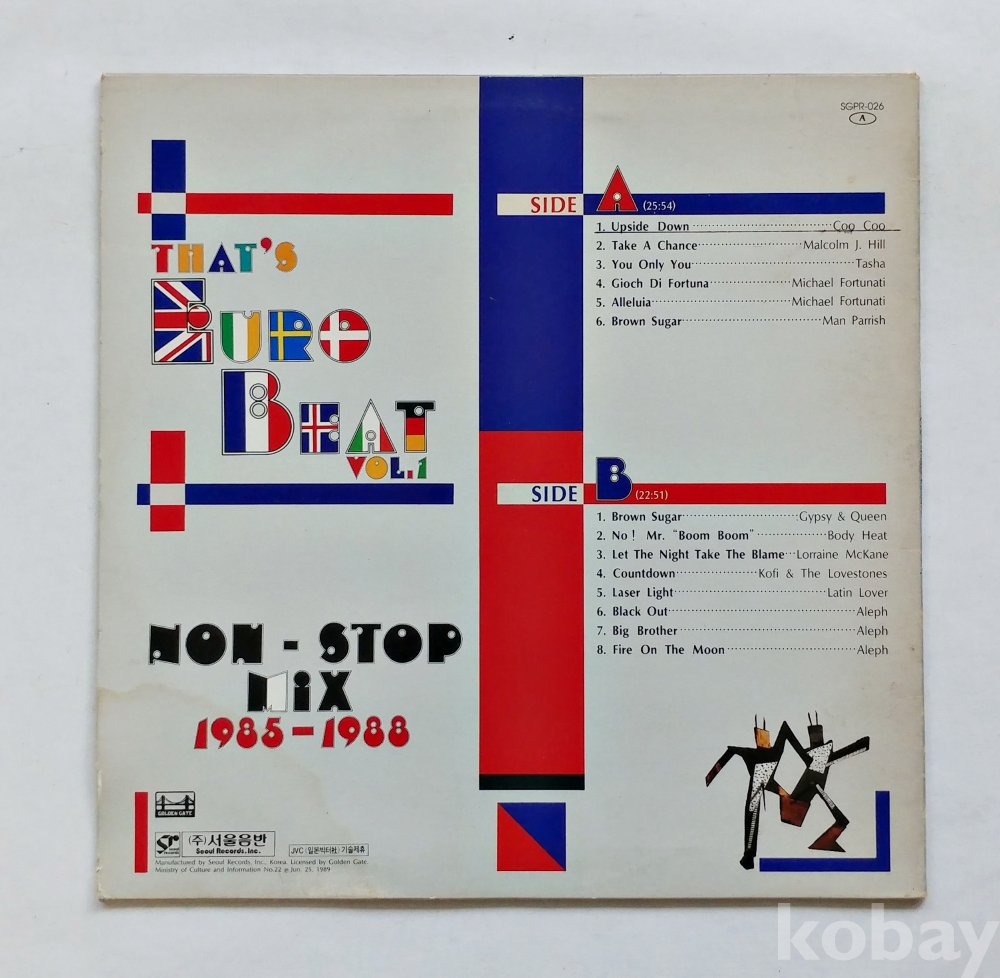 SGPR-026
A
THAT'S
EURO
BEAT
VOL.1
NON-STOP
MiX
1985-1988
SIDE A (25:54)
1. Upside Down Coo Coo
2. Take A Chance Malcolm J. Hill
3. You Only You Tasha
4. Gioch Di Fortuna Michael Fortunati
5. Alleluia Michael Fortunati
6. Brown Sugar Man Parrish
SIDE B (22:51)
1. Brown Sugar Gypsy & Queen
2. No! Mr. "Boom Boom" Body Heat
3. Let The Night Take The Blame Lorraine McKane
4. Countdown Kofi & The Lovestones
5. Laser Light Latin Lover
6. Black Out Aleph
7. Big Brother Aleph
8. Fire On The Moon Aleph
GOLDEN GATE
(주)서울음반
Seoul Records, Inc.
JVC (일본빅터社) 기술제휴
Manufactured by Seoul Records, Inc., Korea. Licensed by Golden Gate.
Ministry of Culture and Information No.22 Jun. 25, 1989
kobay